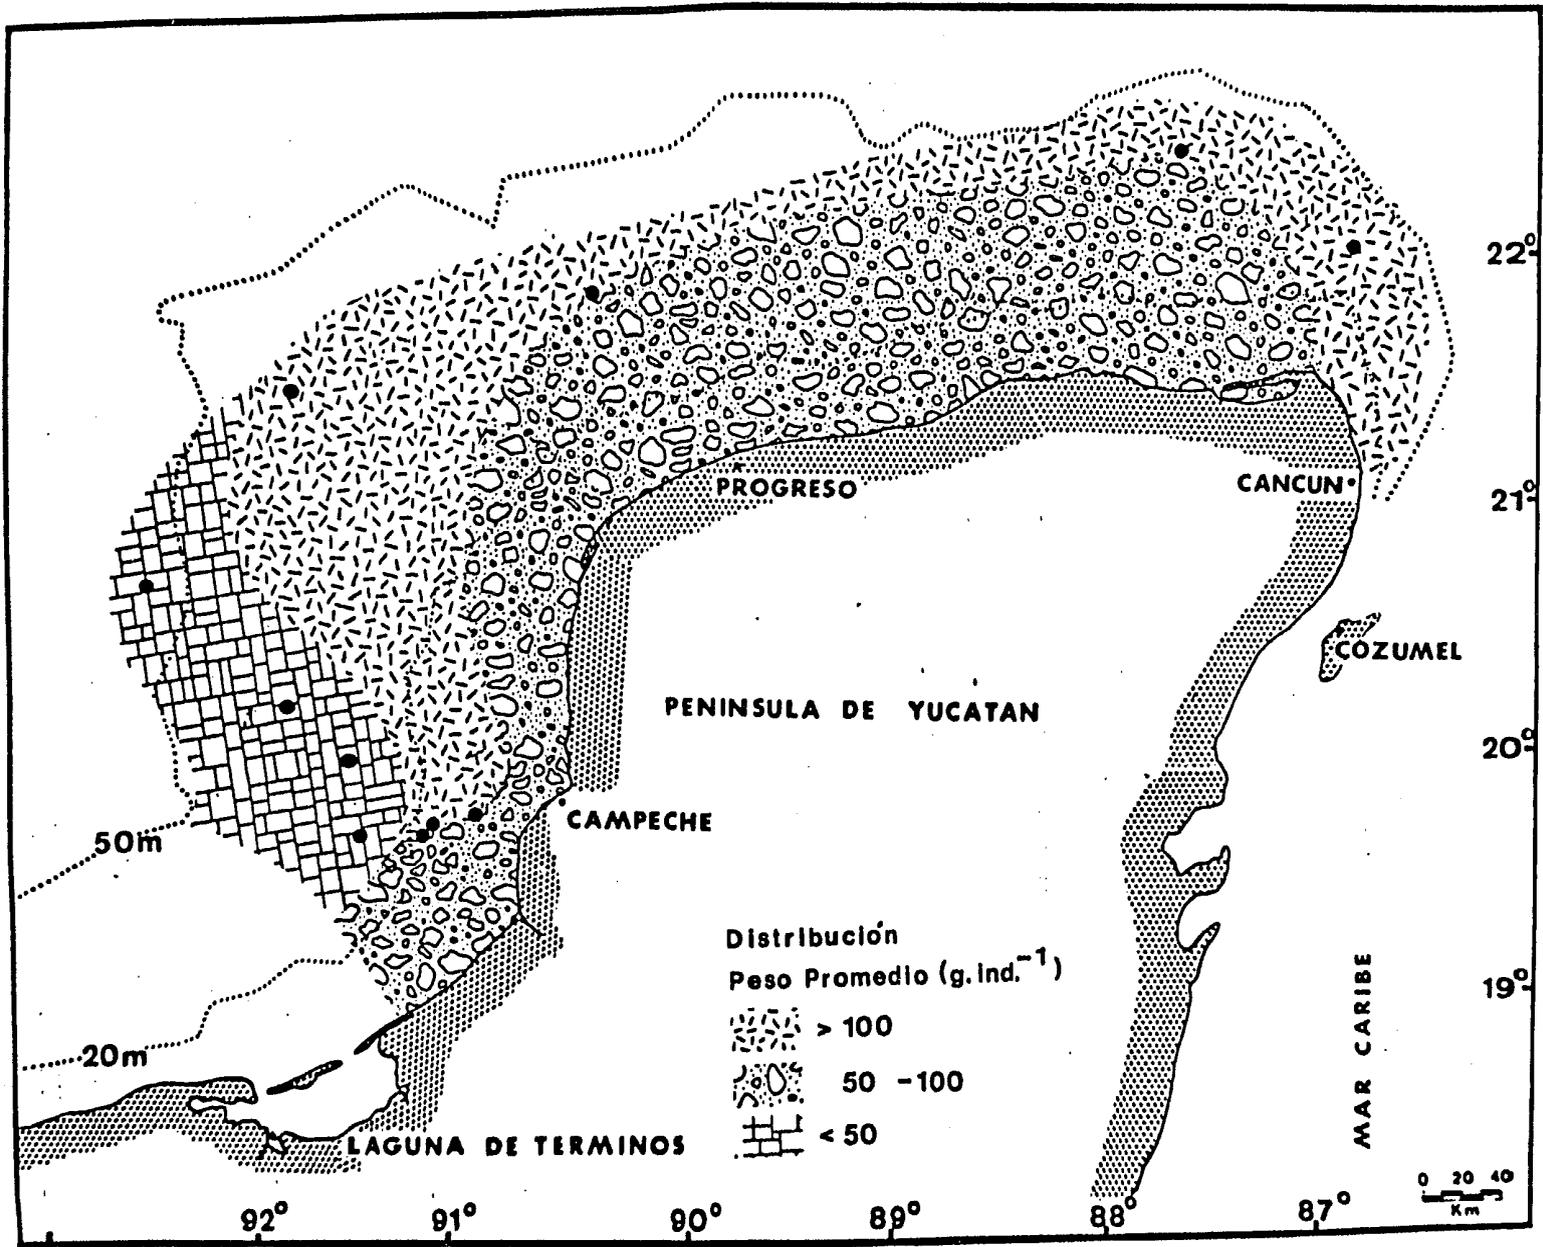 22°
PROGRESO
CANCUN
21°
COZUMEL
PENINSULA DE YUCATAN
20°
CAMPECHE
50m
Distribución
Peso Promedio (g.ind.⁻¹)
19°
> 100
20m
50 -100
< 50
MAR CARIBE
LAGUNA DE TERMINOS
0 20 40
Km
92° 91° 90° 89° 88° 87°